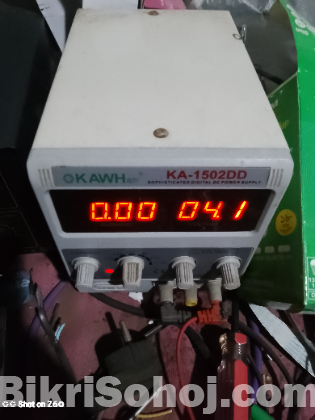 KAWH
KA-1502DD
SOPHISTICATED DIGITAL DC POWER SUPPLY
0.00 04.1
Shot on Z60
BikriSohoj.com